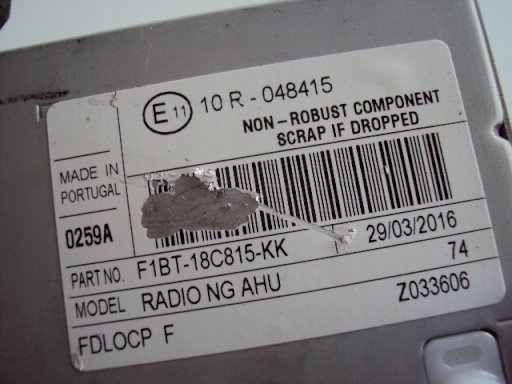 E 11 10 R - 048415
NON-ROBUST COMPONENT
SCRAP IF DROPPED
MADE IN
PORTUGAL
0259A
29/03/2016
PART NO. F1BT-18C815-KK
74
MODEL RADIO NG AHU
Z033606
FDLOCP F